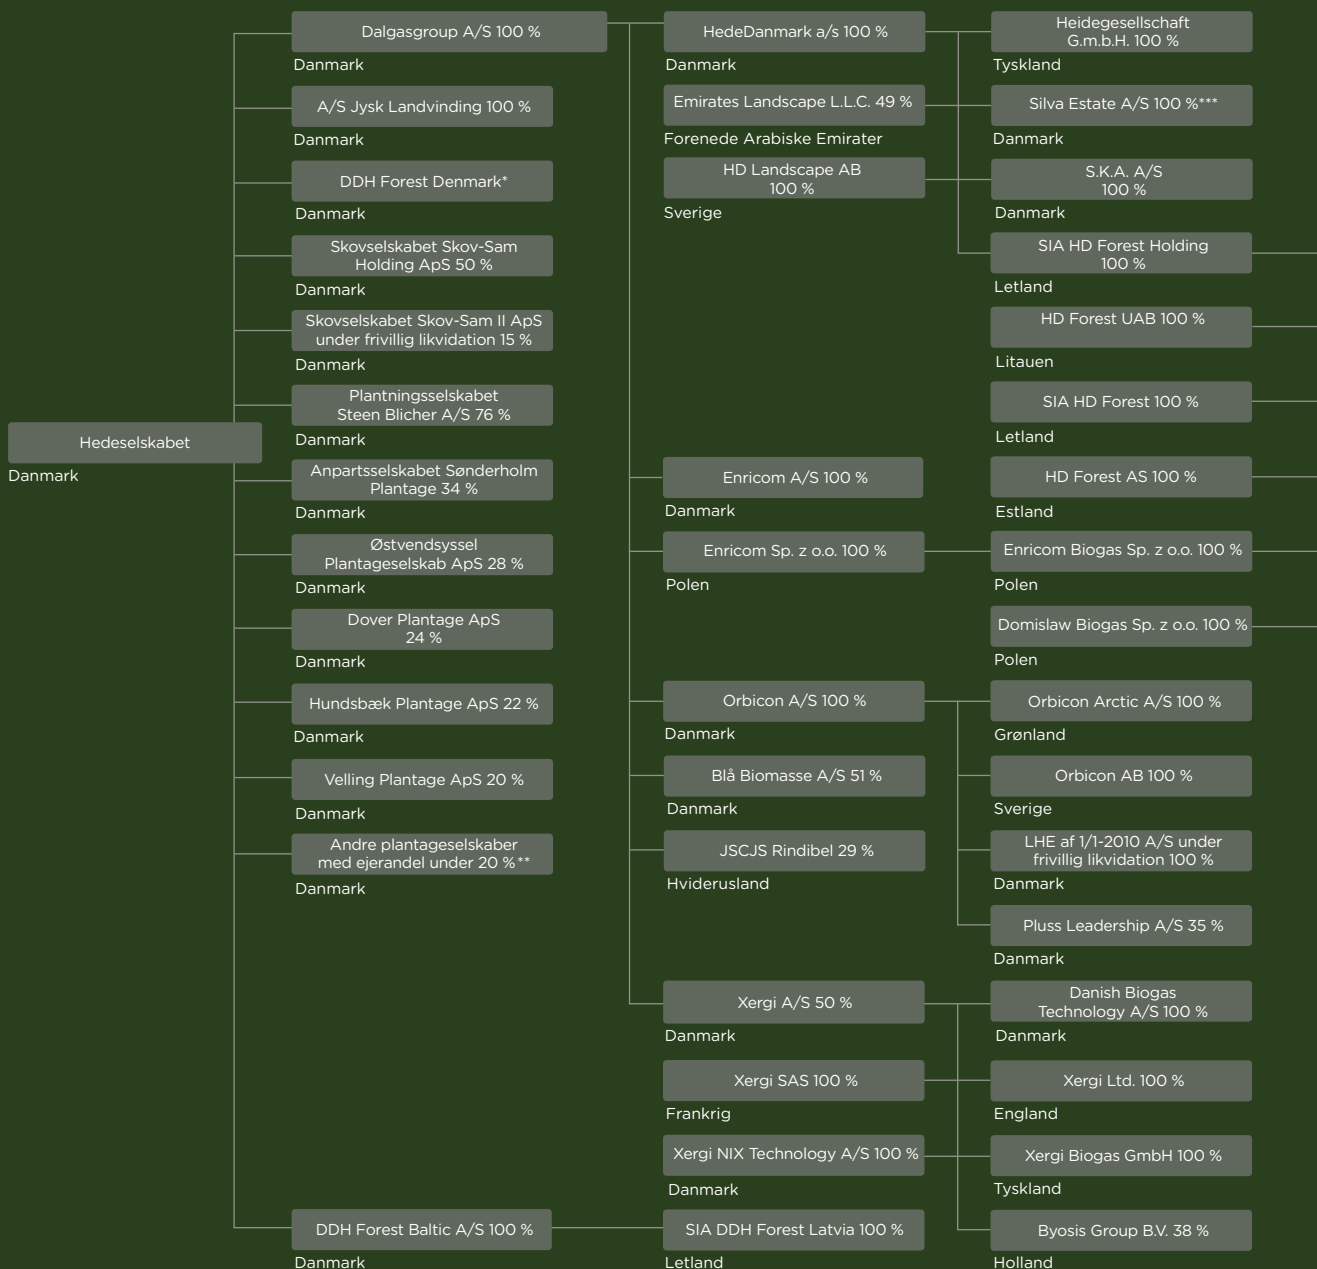 Hedeselskabet
Danmark
Dalgasgroup A/S 100 %
Danmark
A/S Jysk Landvinding 100 %
Danmark
DDH Forest Denmark*
Danmark
Skovselskabet Skov-Sam
Holding ApS 50 %
Danmark
Skovselskabet Skov-Sam II ApS
under frivillig likvidation 15 %
Danmark
Plantningsselskabet
Steen Blicher A/S 76 %
Danmark
Anpartsselskabet Sønderholm
Plantage 34 %
Danmark
Østvendsyssel
Plantageselskab ApS 28 %
Danmark
Dover Plantage ApS
24 %
Danmark
Hundsbæk Plantage ApS 22 %
Danmark
Velling Plantage ApS 20 %
Danmark
Andre plantageselskaber
med ejerandel under 20 %**
Danmark
DDH Forest Baltic A/S 100 %
Danmark
HedeDanmark a/s 100 %
Danmark
Emirates Landscape L.L.C. 49 %
Forenede Arabiske Emirater
HD Landscape AB
100 %
Sverige
Enricom A/S 100 %
Danmark
Enricom Sp. z o.o. 100 %
Polen
Orbicon A/S 100 %
Danmark
Blå Biomasse A/S 51 %
Danmark
JSCJS Rindibel 29 %
Hviderusland
Xergi A/S 50 %
Danmark
Xergi SAS 100 %
Frankrig
Xergi NIX Technology A/S 100 %
Danmark
SIA DDH Forest Latvia 100 %
Letland
Heidegesellschaft
G.m.b.H. 100 %
Tyskland
Silva Estate A/S 100 %***
Danmark
S.K.A. A/S
100 %
Danmark
SIA HD Forest Holding
100 %
Letland
HD Forest UAB 100 %
Litauen
SIA HD Forest 100 %
Letland
HD Forest AS 100 %
Estland
Enricom Biogas Sp. z o.o. 100 %
Polen
Domislaw Biogas Sp. z o.o. 100 %
Polen
Orbicon Arctic A/S 100 %
Grønland
Orbicon AB 100 %
Sverige
LHE af 1/1-2010 A/S under
frivillig likvidation 100 %
Danmark
Pluss Leadership A/S 35 %
Danmark
Danish Biogas
Technology A/S 100 %
Danmark
Xergi Ltd. 100 %
England
Xergi Biogas GmbH 100 %
Tyskland
Byosis Group B.V. 38 %
Holland